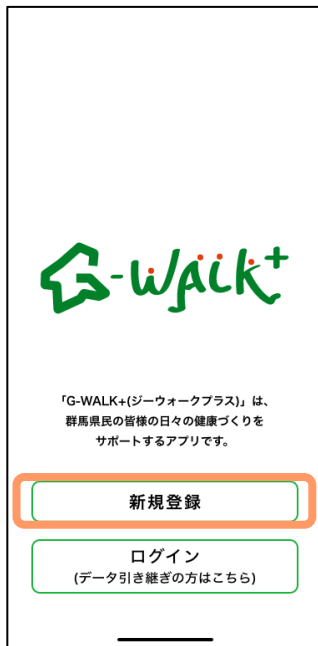 G-WALK+
「G-WALK+(ジーウォークプラス)」は、
群馬県民の皆様の日々の健康づくりを
サポートするアプリです。
新規登録
ログイン
(データ引き継ぎの方はこちら)